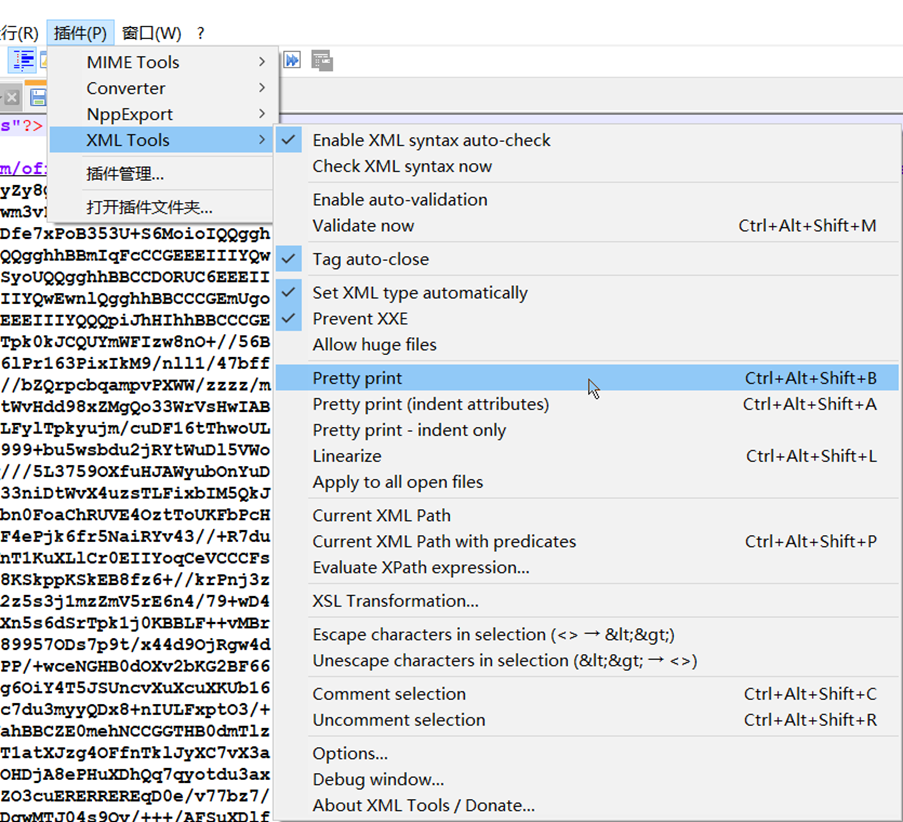 行(R) 插件(P) 窗口(W) ?
MIME Tools
Converter
NppExport
XML Tools
插件管理...
打开插件文件夹...
Enable XML syntax auto-check
Check XML syntax now
Enable auto-validation
Validate now Ctrl+Alt+Shift+M
Tag auto-close
Set XML type automatically
Prevent XXE
Allow huge files
Pretty print Ctrl+Alt+Shift+B
Pretty print (indent attributes) Ctrl+Alt+Shift+A
Pretty print - indent only
Linearize Ctrl+Alt+Shift+L
Apply to all open files
Current XML Path
Current XML Path with predicates Ctrl+Alt+Shift+P
Evaluate XPath expression...
XSL Transformation...
Escape characters in selection (<> → &lt;&gt;)
Unescape characters in selection (&lt;&gt; → <>)
Comment selection Ctrl+Alt+Shift+C
Uncomment selection Ctrl+Alt+Shift+R
Options...
Debug window...
About XML Tools / Donate...
s"?>
m/of
yZy8
wm3v
Dfe7xPoB353U+S6MoioIQQggh
QQgghhBBmIqFcCCGEEEIIIYQw
SyoUQQgghhBBCCDORUC6EEEII
IIYQwEwnlQgghhBBCCCGEmUgo
EEEIIIYQQQpiJhHIhhBBCCCGE
Tpk0kJCQUYmWFIzw8nO+//56B
6lPr163PixIkM9/nll1/47bff
//bZQrpcbqampvPXWW/zzzz/m
tWvHdd98xZMgQo33WrVsHwIAB
LFylTpkyujm/cuDF16tThwoUL
999+bu5wsbdu2jRYtWuDl5VWo
///5L3759OXfuHJAWyubOnYuD
33niDtWvX4uzsTLFixbIM5QkJ
bn0FoaChRUVE4OztToUKFbPcH
F4ePjk6fr5NaiRYv43//+R7du
nT1KuXLlCr0EIIYoqCeVCCCFs
8KSkppKSkEB8fz6+//krPnj3z
2z5s3j1mzZmV5rE6n4/79+wD4
Xn5s6dSrTpk1j0KBBLF++vMBr
89957ODs7p9t/x44d9OjRgw4d
PP/+wceNGHB0dOXv2bKG2BF66
g6OiY4T5JSUncvXuXcuXKUb16
c7du3myyQDx8+nIULFxptO3/+
ahBBCZE0mehNCCGGTHB0dmTlz
T1atXJzg4OFfnTklJyXC7vX3a
OHDjA8ePHuXDhQq7qyotdu3ax
ZO3cuERERREqD0e/v77bz7/